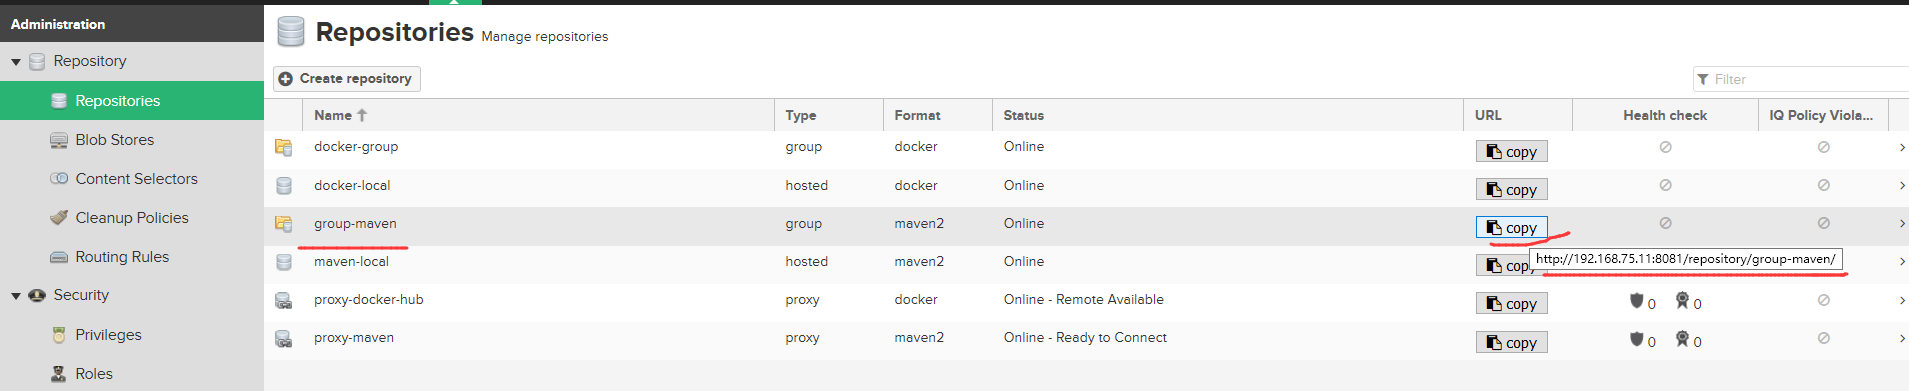 Administration
Repositories Manage repositories
Repository
Create repository
Filter
Repositories
Name Type Format Status URL Health check IQ Policy Viola...
Blob Stores
docker-group group docker Online copy
Content Selectors
docker-local hosted docker Online copy
Cleanup Policies
group-maven group maven2 Online copy
Routing Rules
maven-local hosted maven2 Online copy
http://192.168.75.11:8081/repository/group-maven/
Security
proxy-docker-hub proxy docker Online - Remote Available copy 0 0
Privileges
proxy-maven proxy maven2 Online - Ready to Connect copy 0 0
Roles